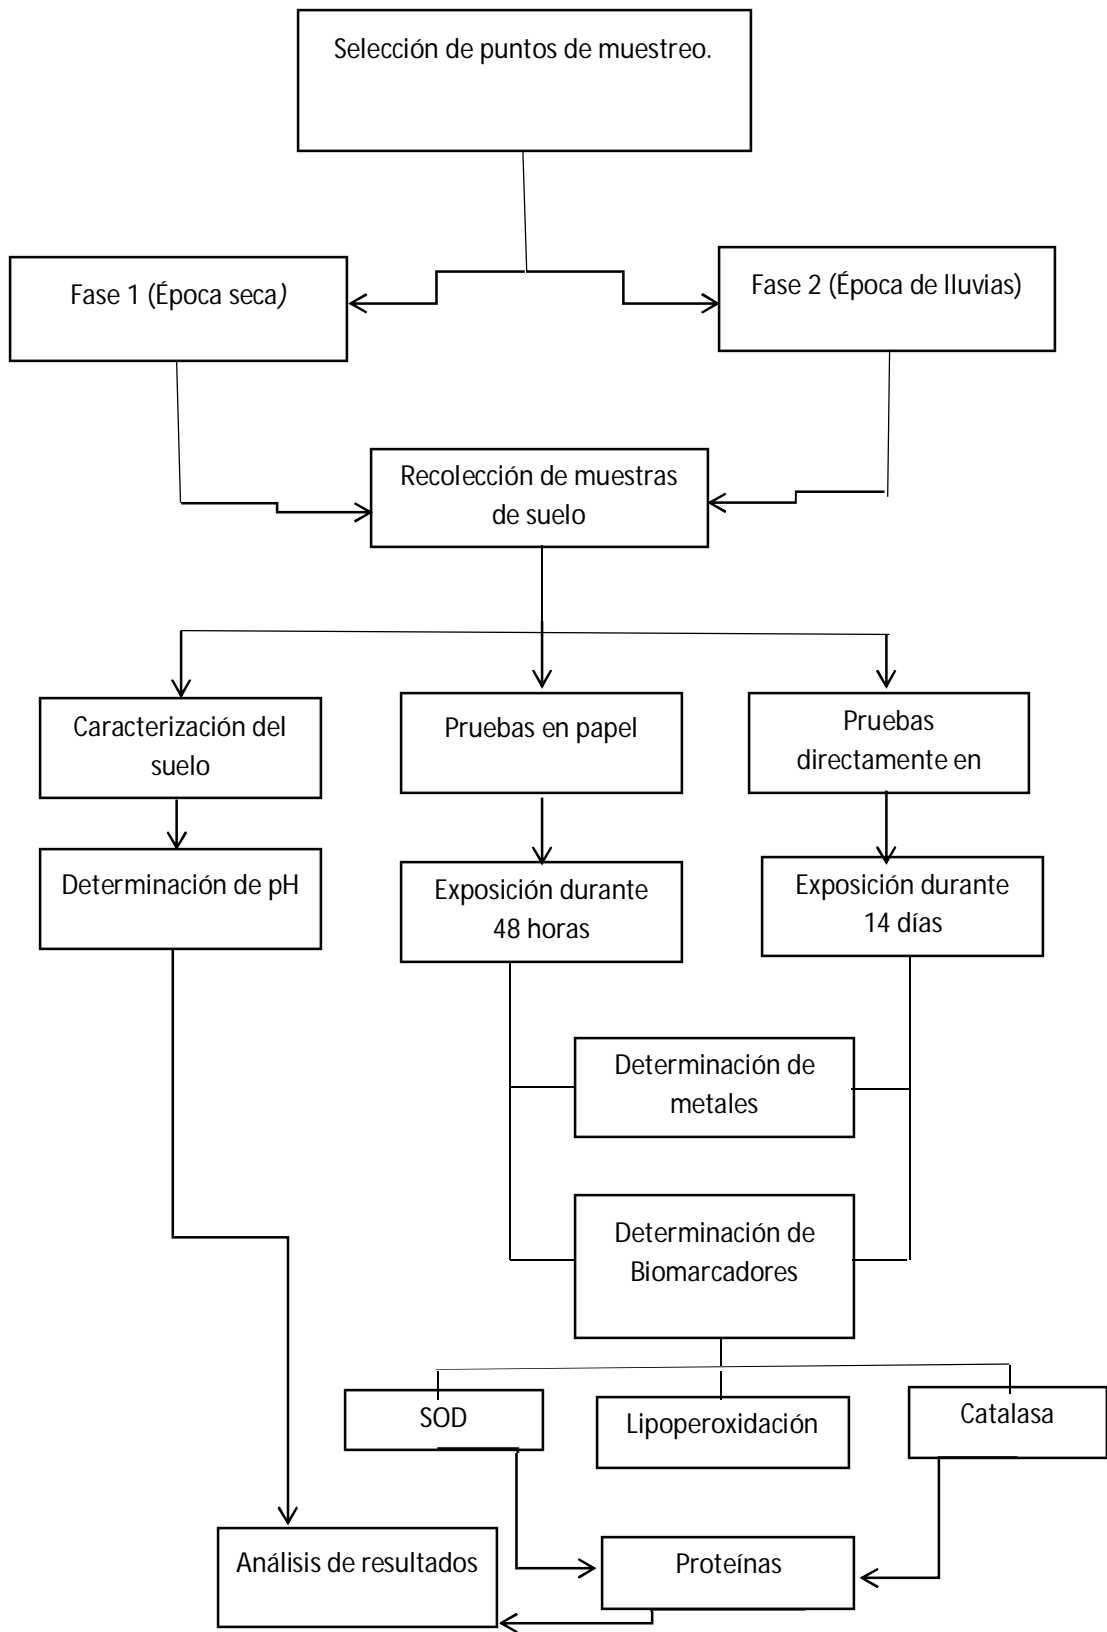 Selección de puntos de muestreo.
Fase 1 (Época seca)
Fase 2 (Época de lluvias)
Recolección de muestras
de suelo
Caracterización del
suelo
Pruebas en papel
Pruebas
directamente en
Determinación de pH
Exposición durante
48 horas
Exposición durante
14 días
Determinación de
metales
Determinación de
Biomarcadores
SOD
Lipoperoxidación
Catalasa
Análisis de resultados
Proteínas